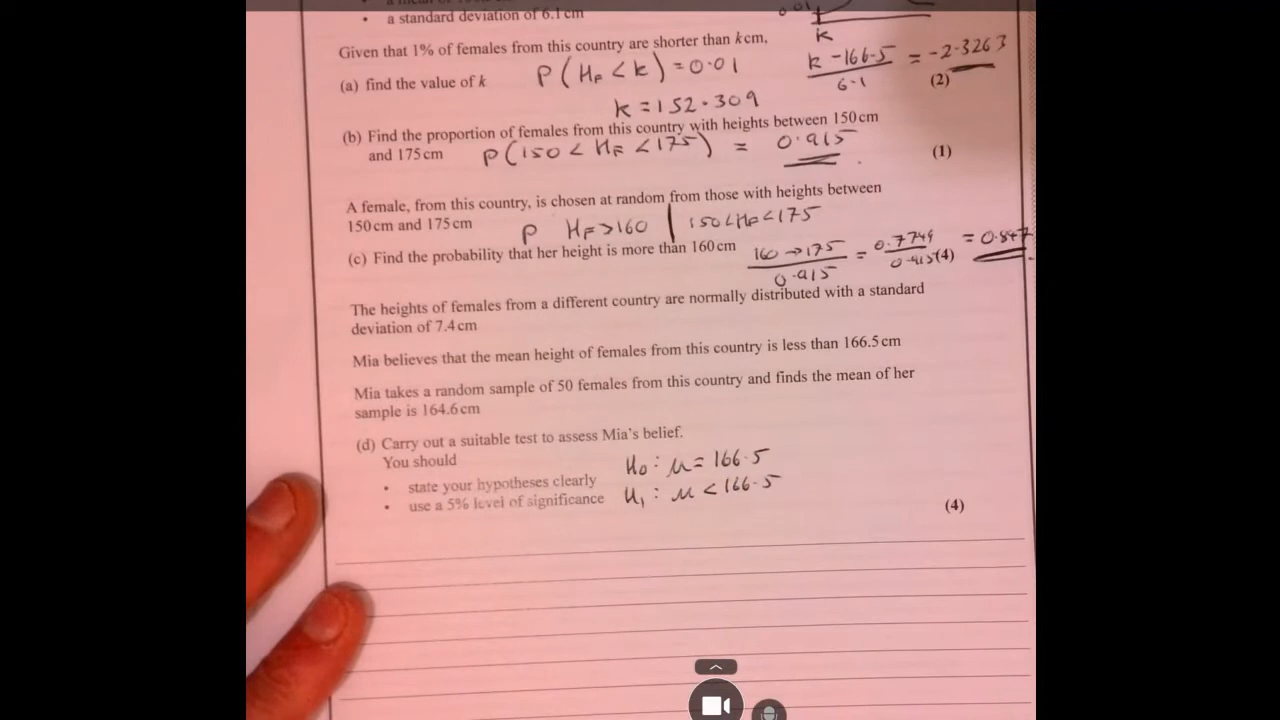 • a standard deviation of 6.1 cm
0.01
k
Given that 1% of females from this country are shorter than k cm,
(a) find the value of k P(H_F < k) = 0.01
k - 166.5 / 6.1 = -2.3263
(2)
k = 152.309
(b) Find the proportion of females from this country with heights between 150 cm
and 175 cm P(150 < H_F < 175) = 0.915
(1)
A female, from this country, is chosen at random from those with heights between
150 cm and 175 cm P H_F > 160 | 150 < H_F < 175
(c) Find the probability that her height is more than 160 cm 160 → 175 / 0.915 = 0.7749 / 0.915 (4) = 0.847
The heights of females from a different country are normally distributed with a standard
deviation of 7.4 cm
Mia believes that the mean height of females from this country is less than 166.5 cm
Mia takes a random sample of 50 females from this country and finds the mean of her
sample is 164.6 cm
(d) Carry out a suitable test to assess Mia's belief.
You should H₀ : μ = 166.5
• state your hypotheses clearly H₁ : μ < 166.5
• use a 5% level of significance
(4)